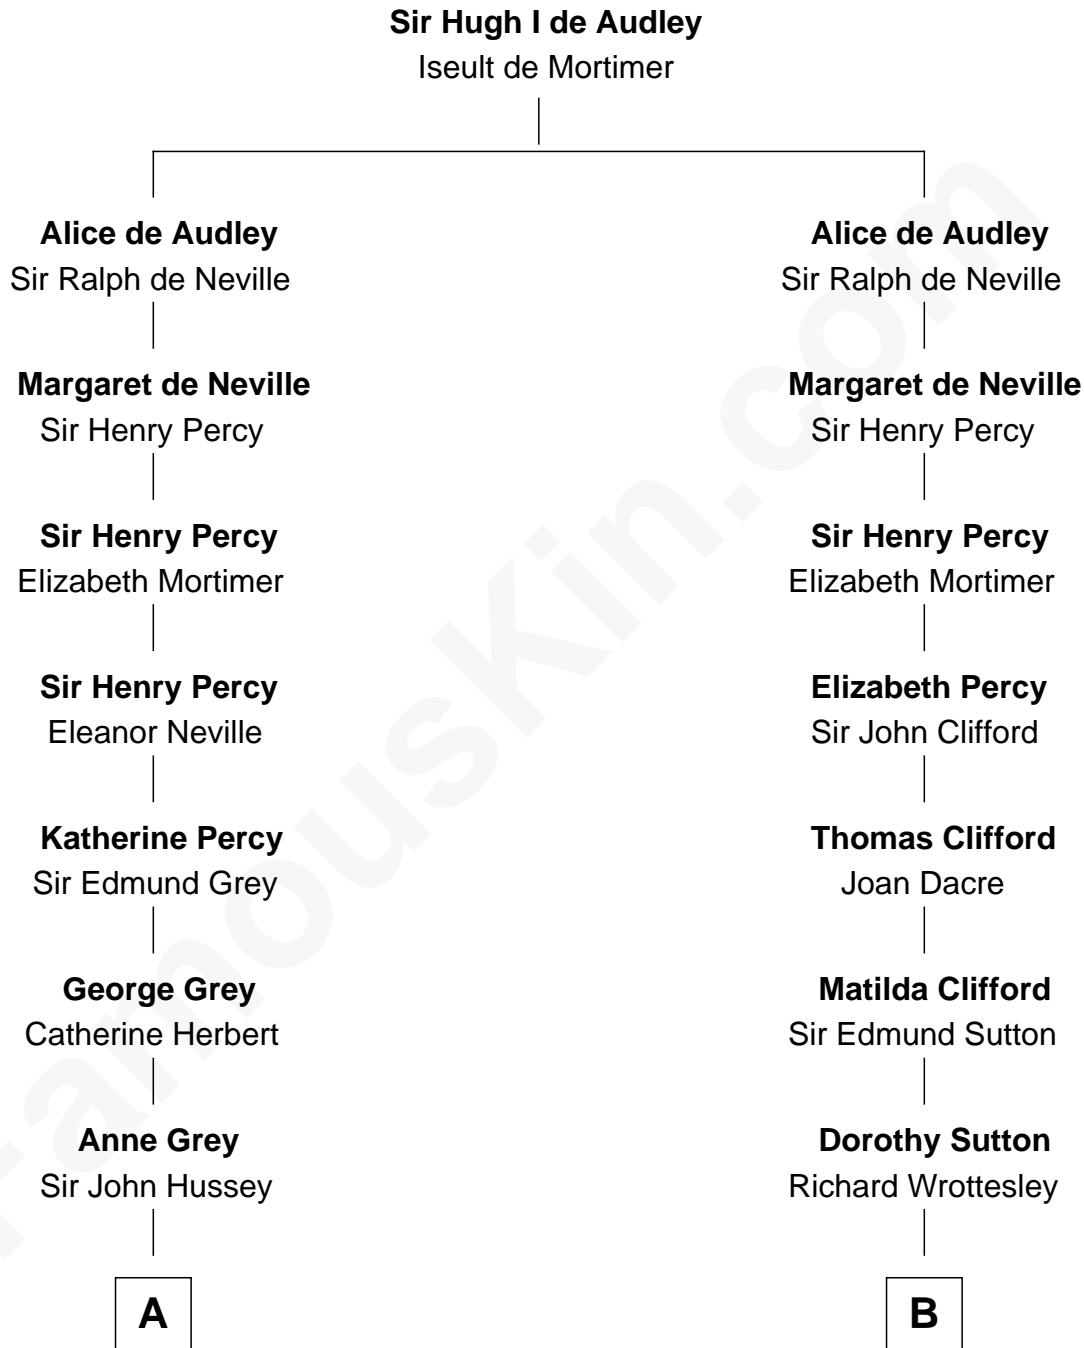 Sir Hugh I de Audley
Iseult de Mortimer
Alice de Audley
Sir Ralph de Neville
Alice de Audley
Sir Ralph de Neville
Margaret de Neville
Sir Henry Percy
Margaret de Neville
Sir Henry Percy
Sir Henry Percy
Elizabeth Mortimer
Sir Henry Percy
Elizabeth Mortimer
Sir Henry Percy
Eleanor Neville
Elizabeth Percy
Sir John Clifford
Katherine Percy
Sir Edmund Grey
Thomas Clifford
Joan Dacre
George Grey
Catherine Herbert
Matilda Clifford
Sir Edmund Sutton
Anne Grey
Sir John Hussey
Dorothy Sutton
Richard Wrottesley
A
B
FamousKin.com